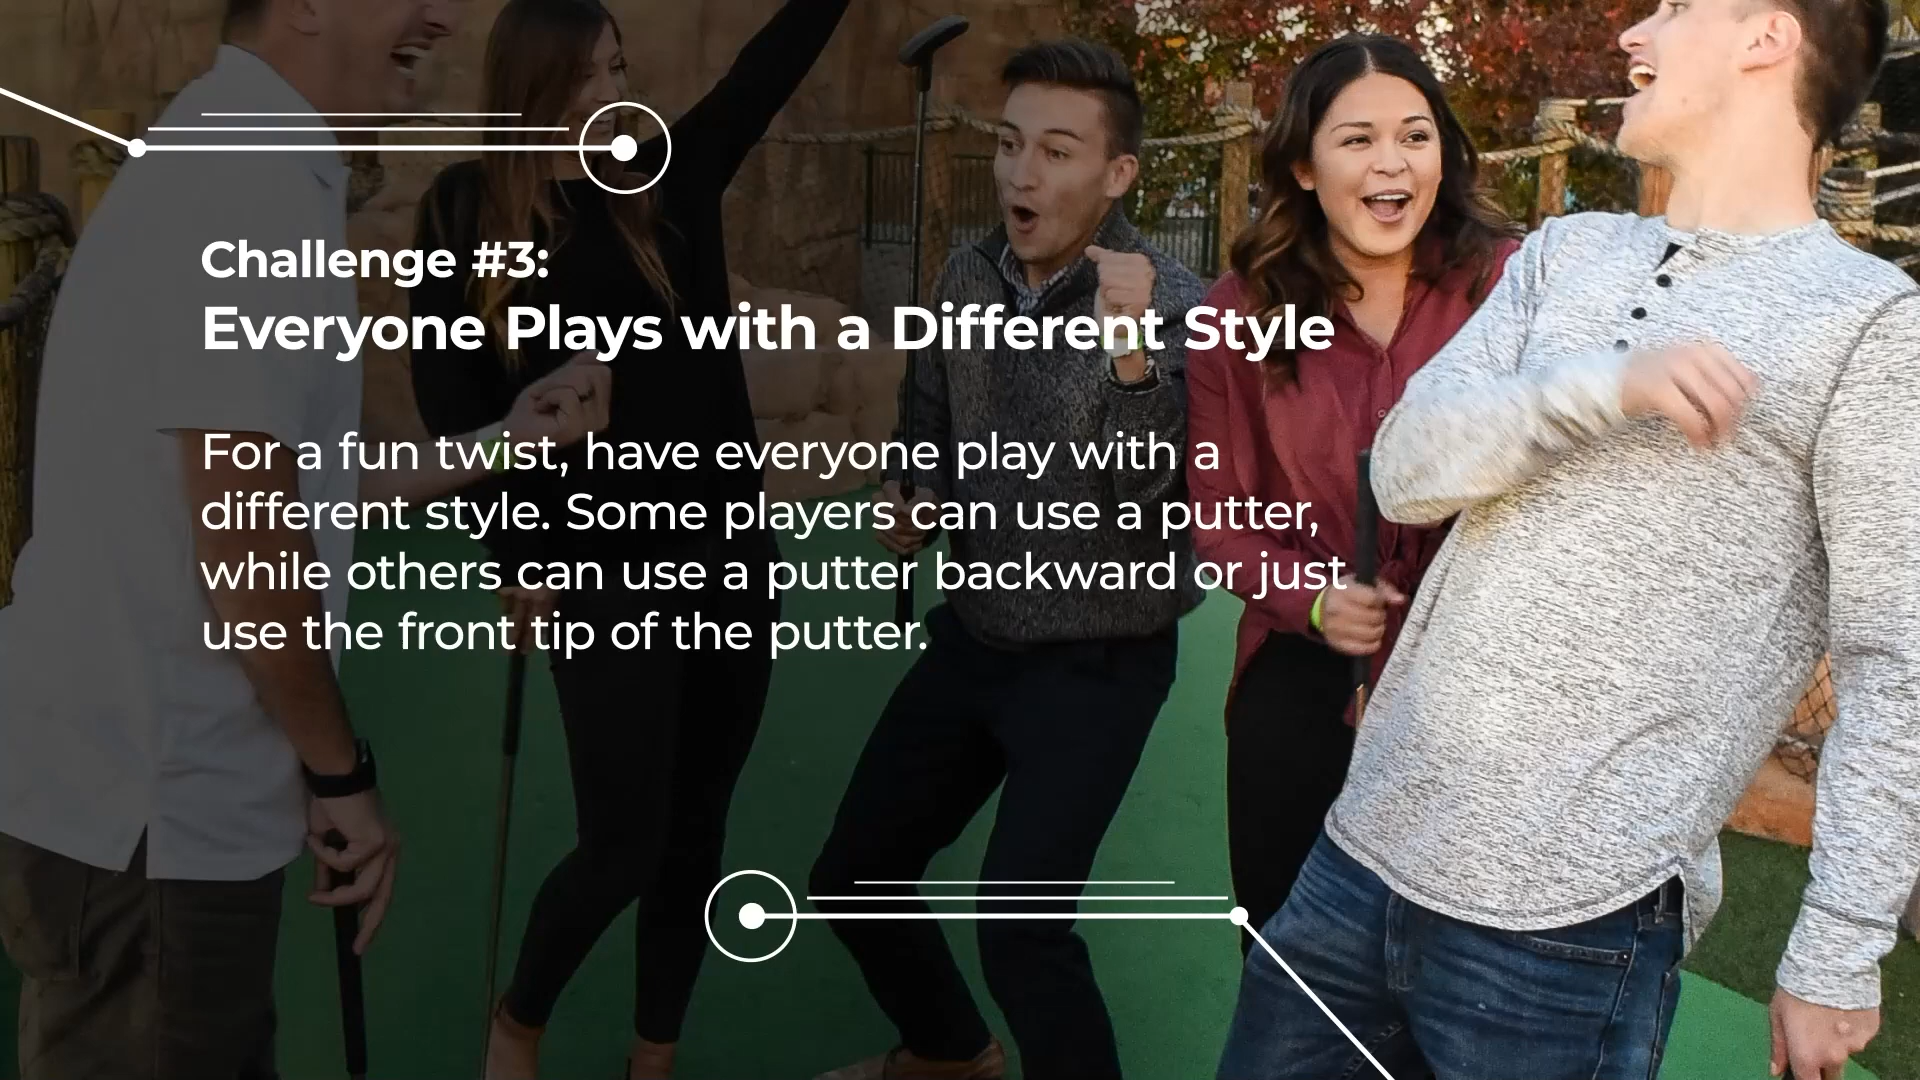 Challenge #3:
Everyone Plays with a Different Style
For a fun twist, have everyone play with a
different style. Some players can use a putter,
while others can use a putter backward or just
use the front tip of the putter.